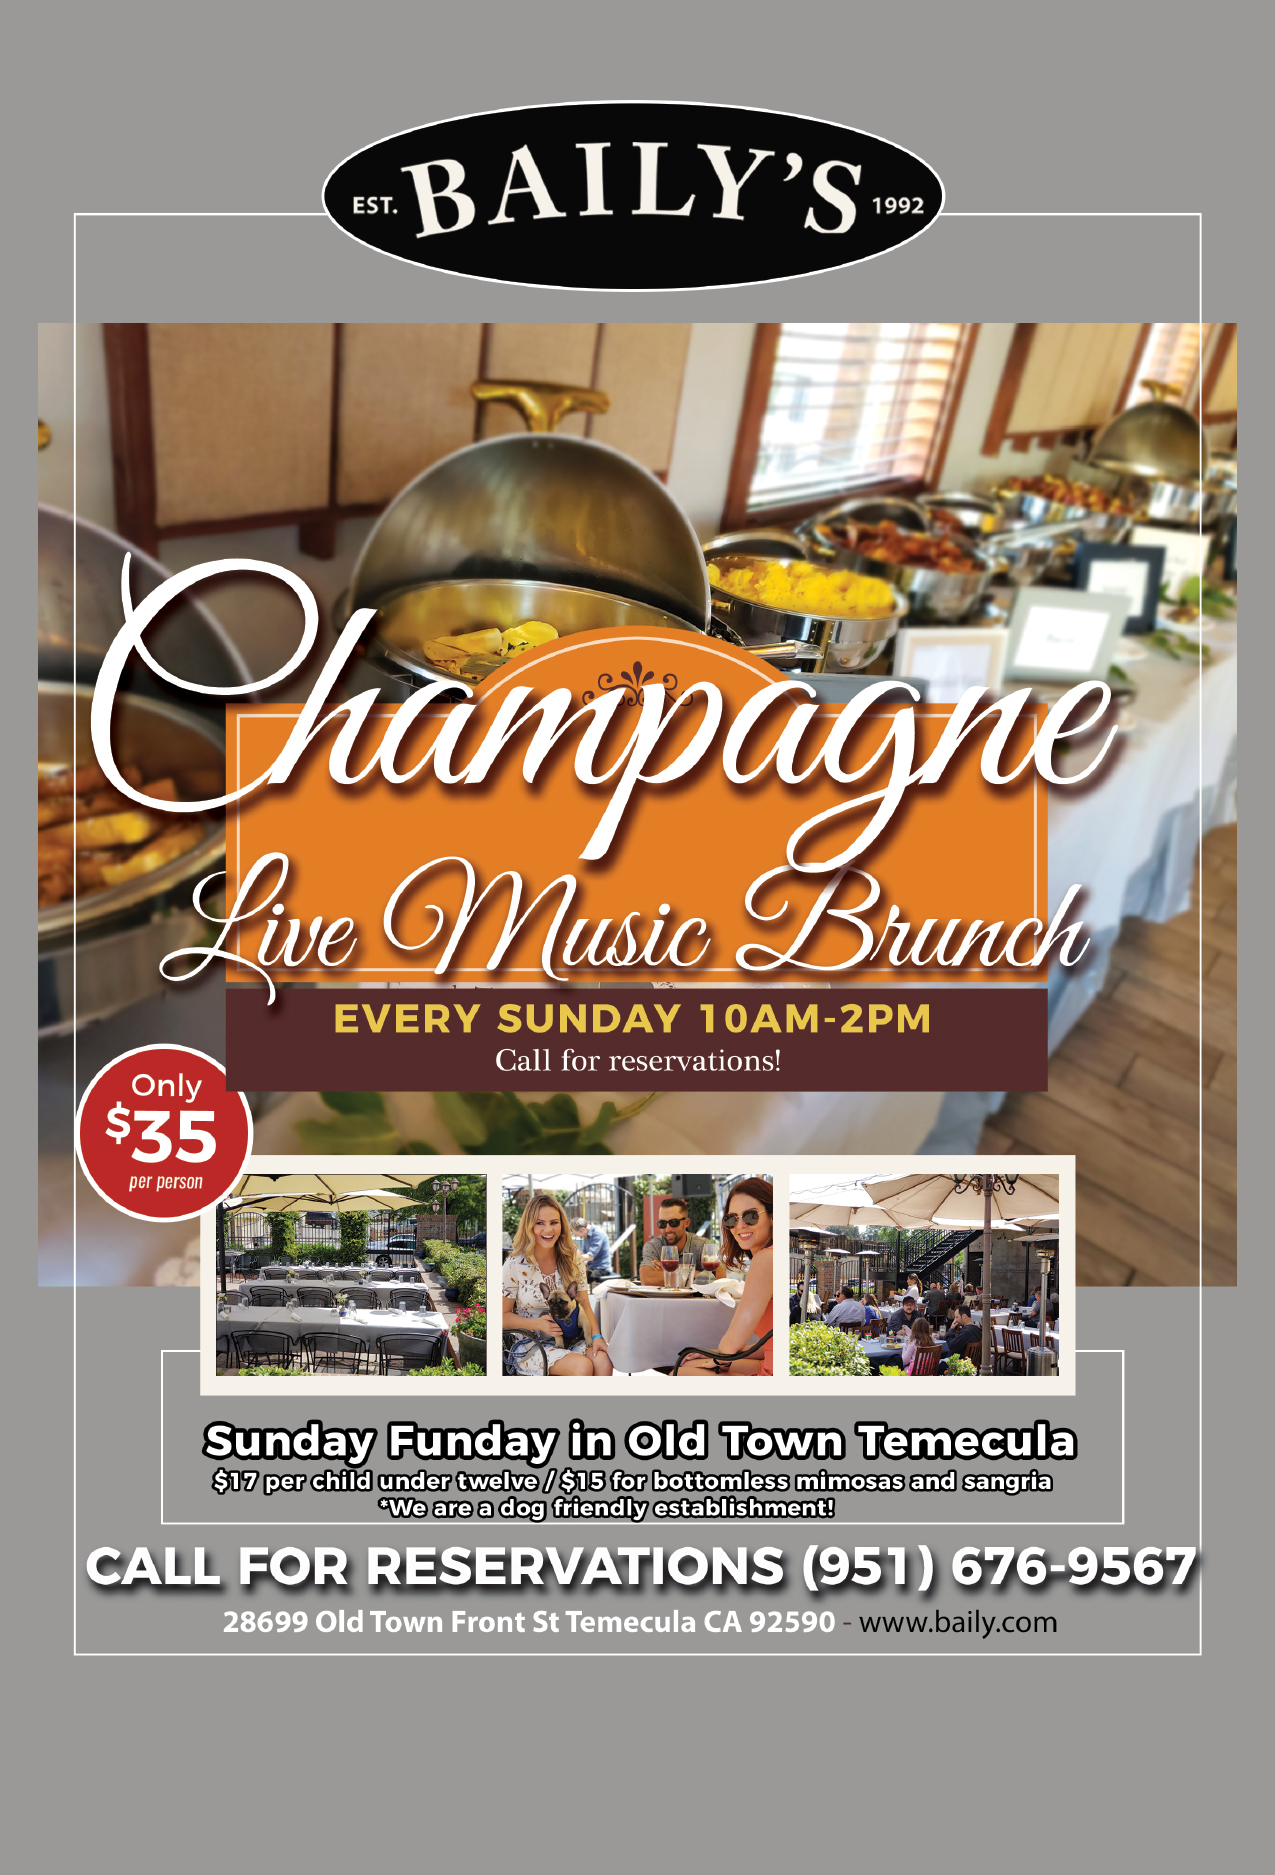 EST. BAILY'S 1992
Champagne
Live Music Brunch
EVERY SUNDAY 10AM-2PM
Call for reservations!
Only
$35
per person
Sunday Funday in Old Town Temecula
$17 per child under twelve / $15 for bottomless mimosas and sangria
*We are a dog friendly establishment!
CALL FOR RESERVATIONS (951) 676-9567
28699 Old Town Front St Temecula CA 92590 - www.baily.com